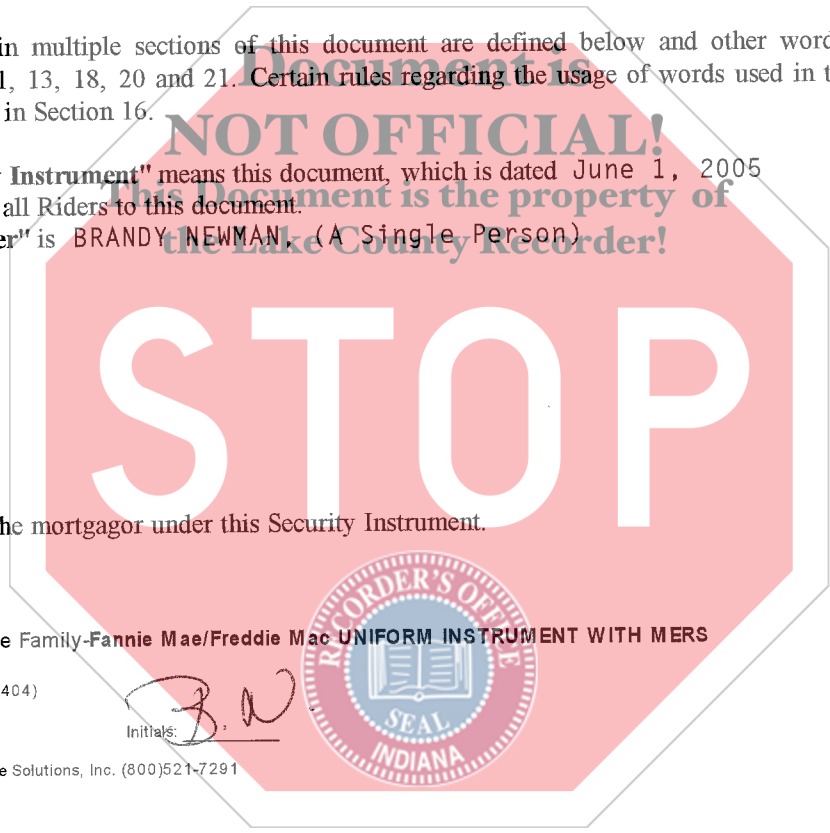 in multiple sections of this document are defined below and other word
1, 13, 18, 20 and 21. Certain rules regarding the usage of words used in t
in Section 16.
Document is
NOT OFFICIAL!
This Document is the property of
the Lake County Recorder!
Instrument" means this document, which is dated June 1, 2005
all Riders to this document.
er" is BRANDY NEWMAN, (A Single Person)
STOP
he mortgagor under this Security Instrument.
RECORDER'S OFFICE
SEAL
INDIANA
e Family-Fannie Mae/Freddie Mac UNIFORM INSTRUMENT WITH MERS
404)
Initials: B. N.
e Solutions, Inc. (800)521-7291